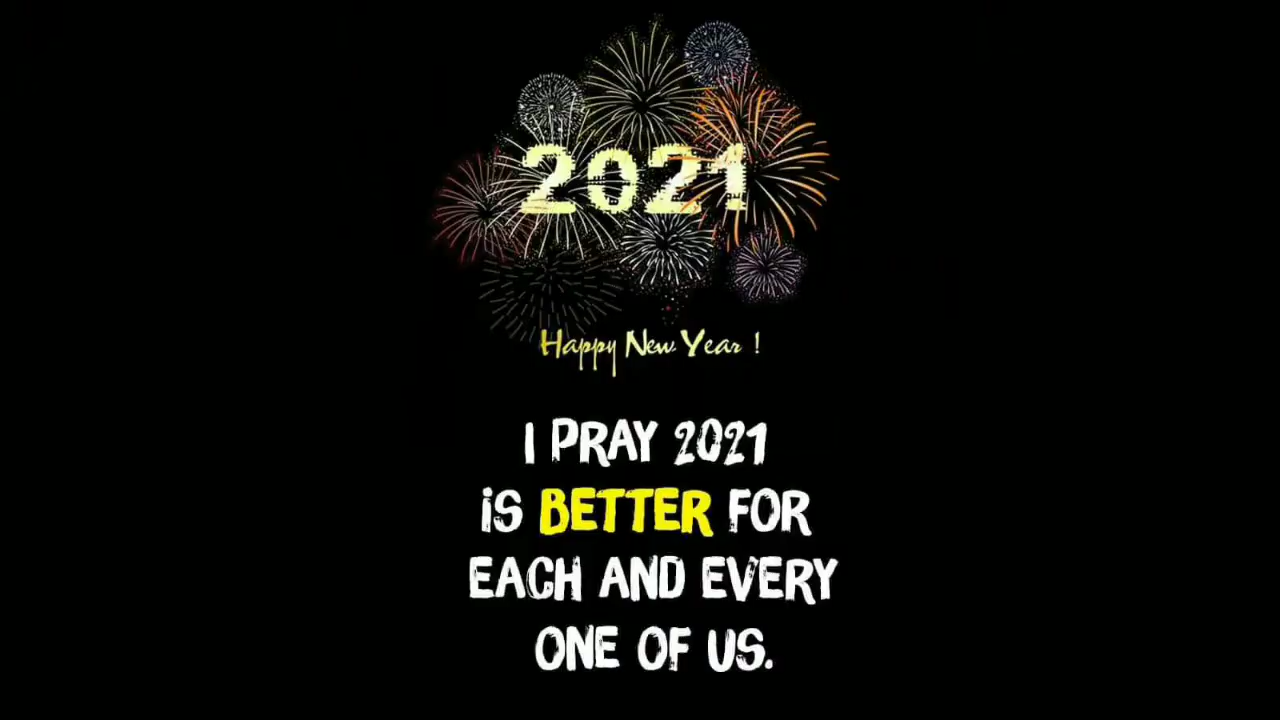 2021
Happy New Year !
I PRAY 2021
iS BETTER FOR
EACH AND EVERY
ONE OF US.